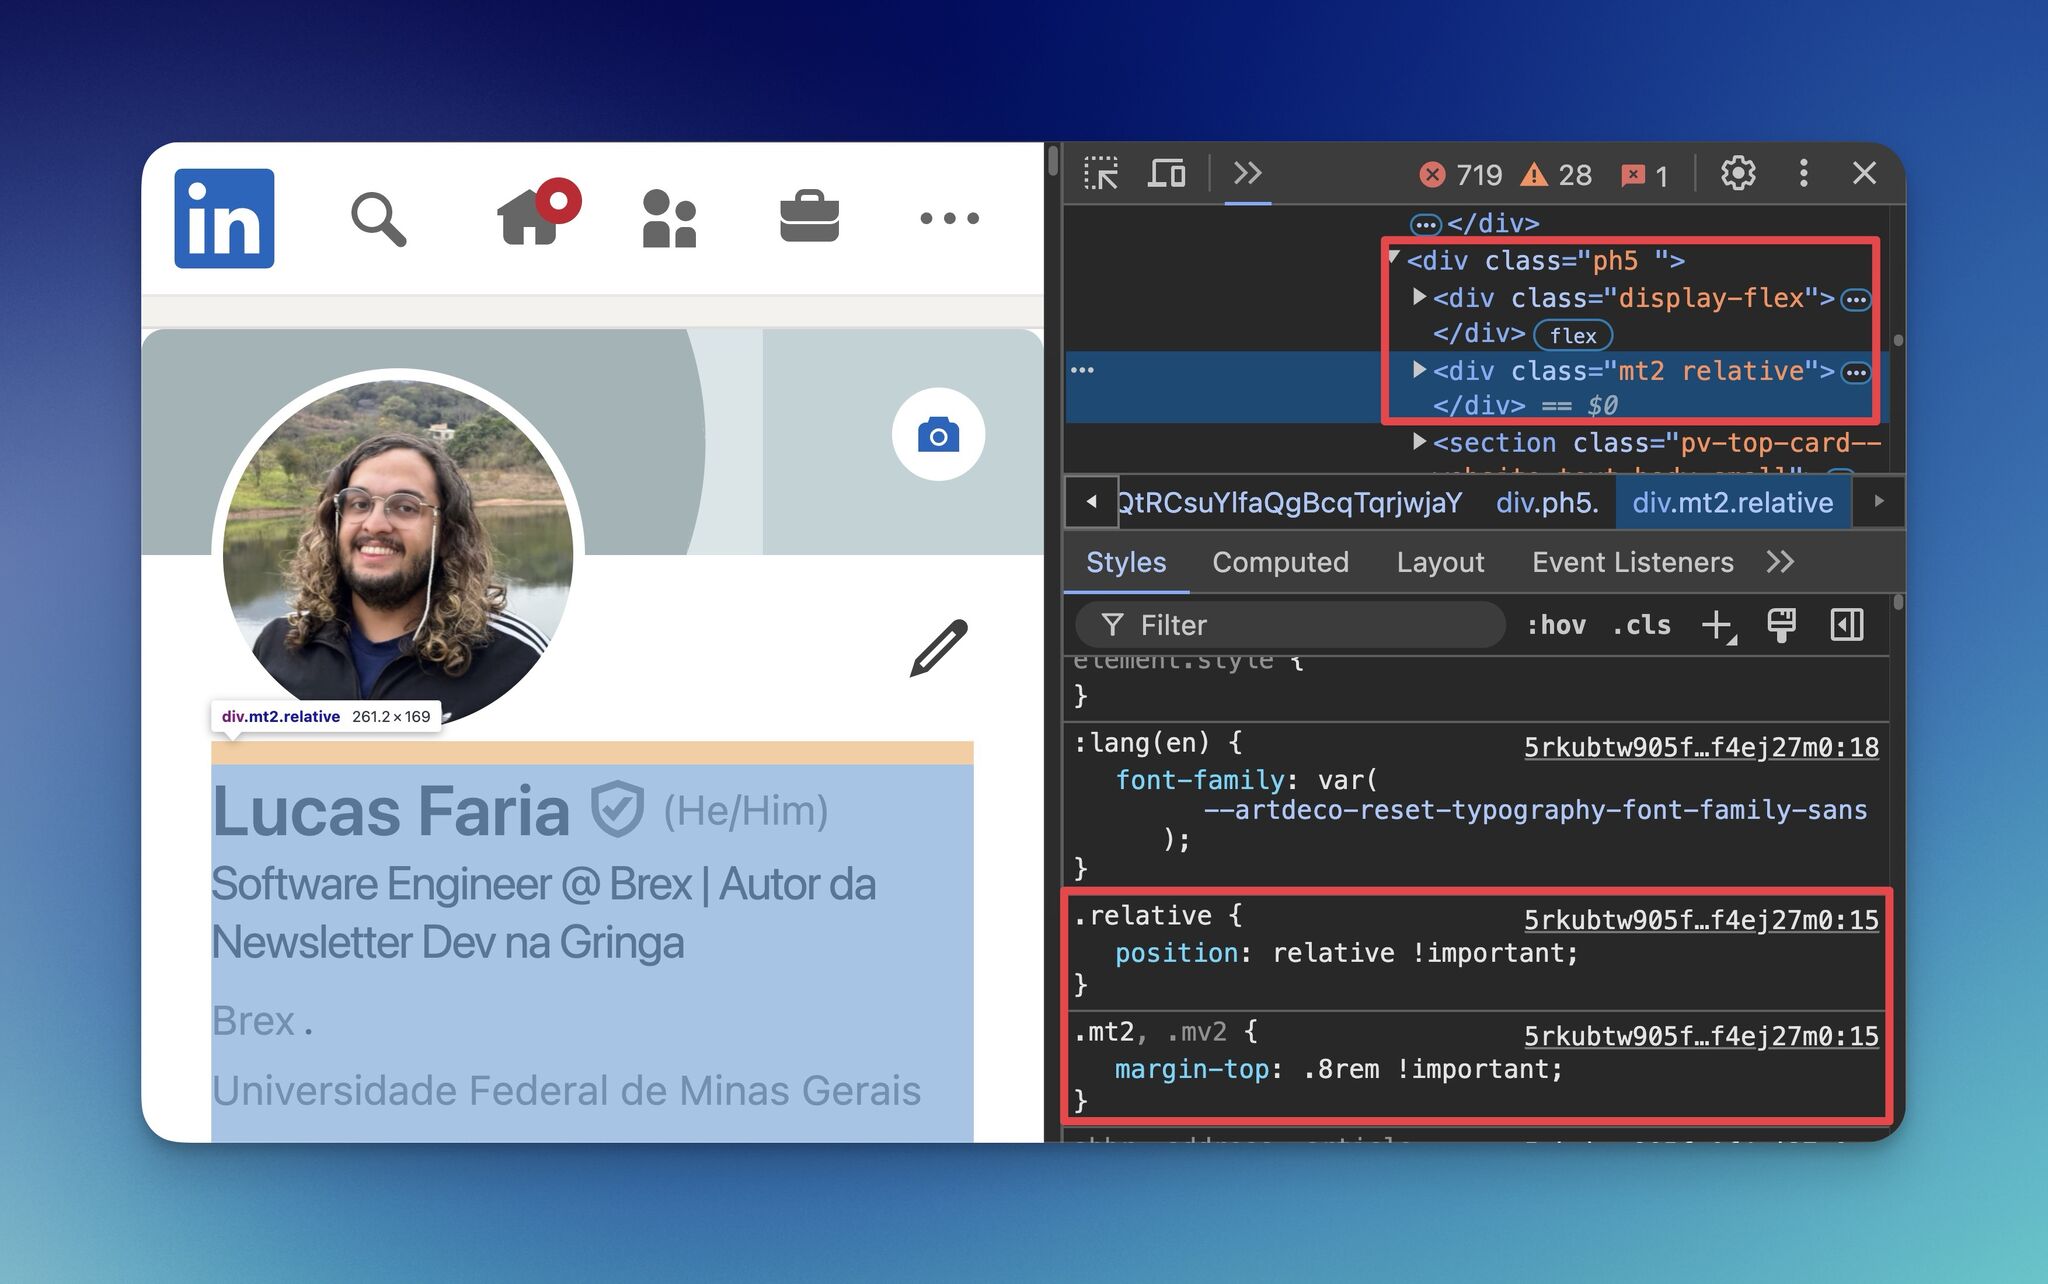 in
719 28 1
</div>
<div class="ph5 ">
<div class="display-flex">
</div> flex
<div class="mt2 relative">
</div> == $0
<section class="pv-top-card--
QtRCsuYlfaQgBcqTqrjwjaY div.ph5. div.mt2.relative
Styles Computed Layout Event Listeners
Filter :hov .cls
element.style {
}
:lang(en) { 5rkubtw905f…f4ej27m0:18
font-family: var(
--artdeco-reset-typography-font-family-sans
);
}
.relative { 5rkubtw905f…f4ej27m0:15
position: relative !important;
}
.mt2, .mv2 { 5rkubtw905f…f4ej27m0:15
margin-top: .8rem !important;
}
div.mt2.relative 261.2×169
Lucas Faria (He/Him)
Software Engineer @ Brex | Autor da
Newsletter Dev na Gringa
Brex .
Universidade Federal de Minas Gerais